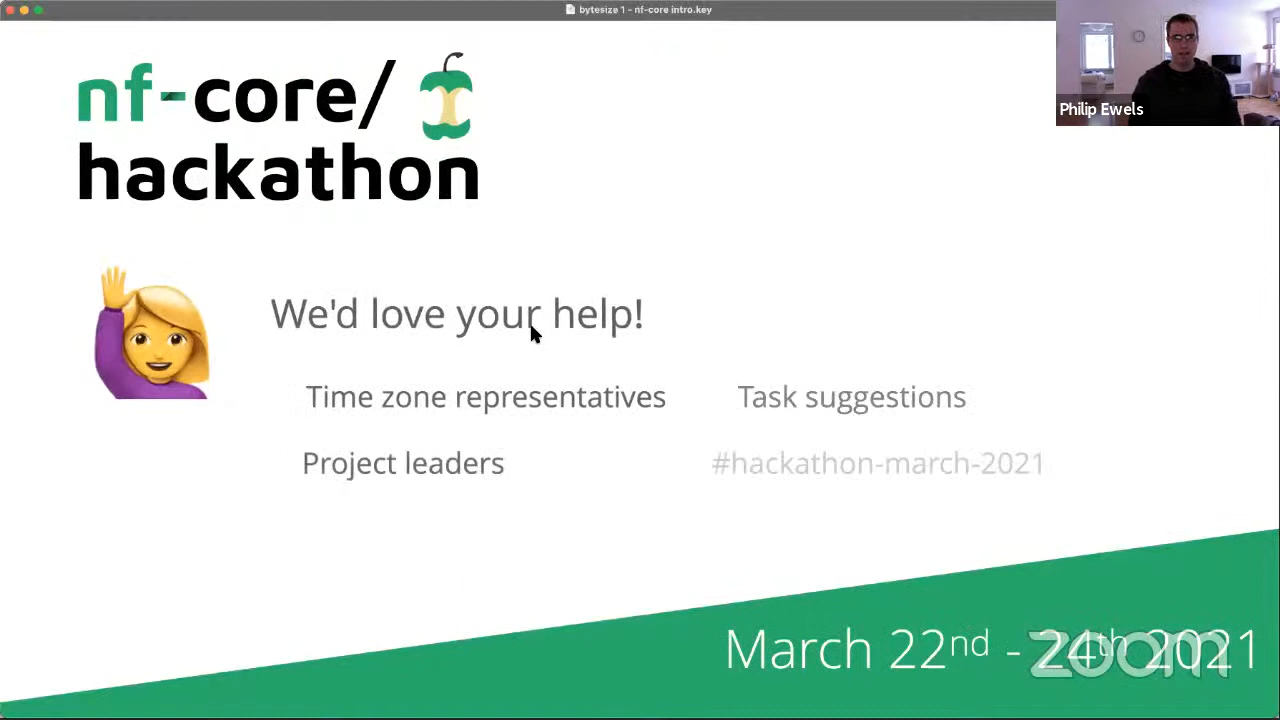 bytesize 1 - nf-core intro.key
nf-core/
hackathon
Philip Ewels
We'd love your help!
Time zone representatives
Task suggestions
Project leaders
#hackathon-march-2021
March 22nd - 24th 2021
zoom